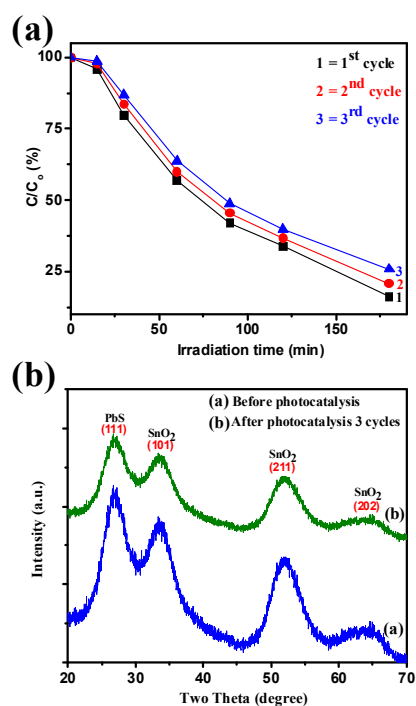 (a)
100
75
50
25
C/C₀ (%)
1 = 1st cycle
2 = 2nd cycle
3 = 3rd cycle
3
2
1
0 50 100 150
Irradiation time (min)
(b)
(a) Before photocatalysis
(b) After photocatalysis 3 cycles
PbS
(111)
SnO₂
(101)
SnO₂
(211)
SnO₂
(202)
(b)
(a)
Intensity (a.u.)
20 30 40 50 60 70
Two Theta (degree)